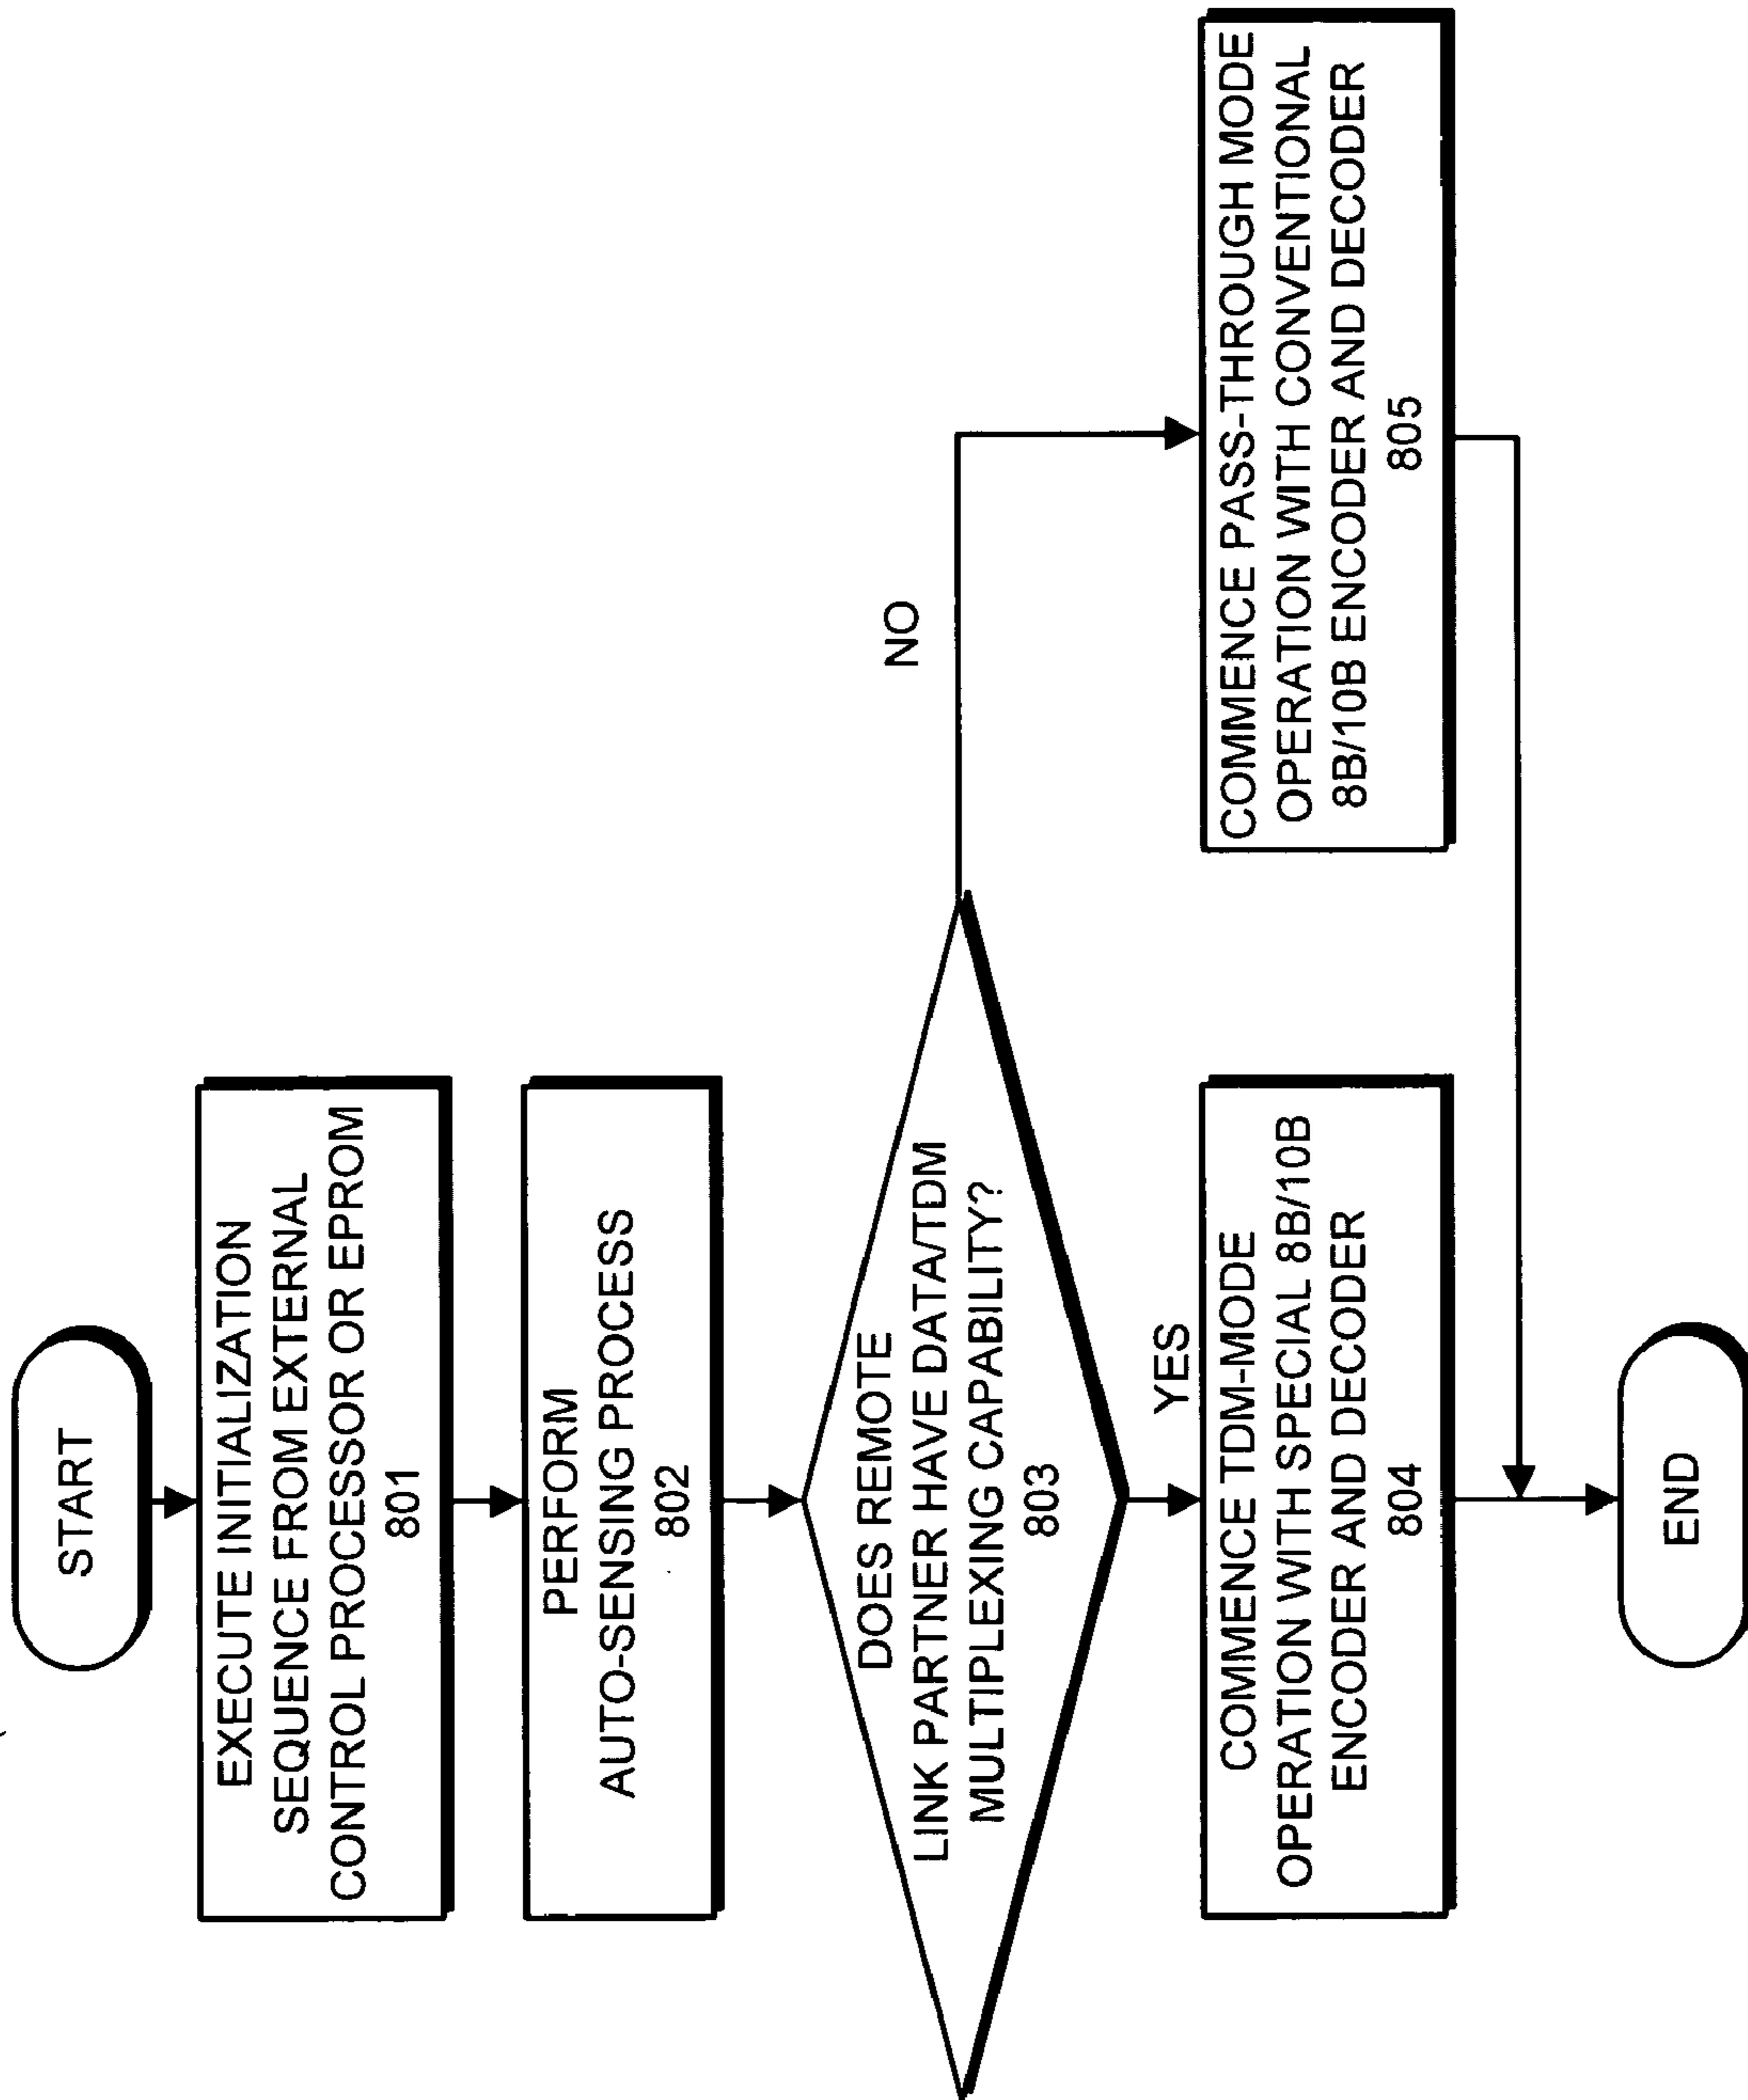 START
EXECUTE INITIALIZATION
SEQUENCE FROM EXTERNAL
CONTROL PROCESSOR OR EPROM
801
PERFORM
AUTO-SENSING PROCESS
802
DOES REMOTE
LINK PARTNER HAVE DATA/TDM
MULTIPLEXING CAPABILITY?
803
NO
YES
COMMENCE TDM-MODE
OPERATION WITH SPECIAL 8B/10B
ENCODER AND DECODER
804
COMMENCE PASS-THROUGH MODE
OPERATION WITH CONVENTIONAL
8B/10B ENCODER AND DECODER
805
END